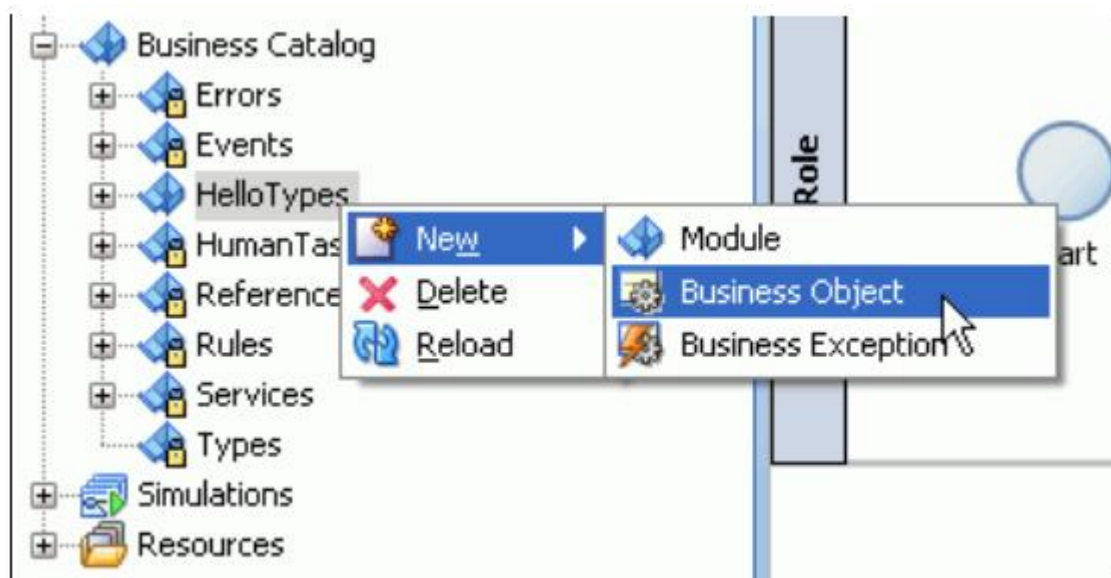 Business Catalog
Errors
Events
HelloTypes
HumanTas
Reference
Rules
Services
Types
Simulations
Resources
New
Delete
Reload
Module
Business Object
Business Exception
Role
art